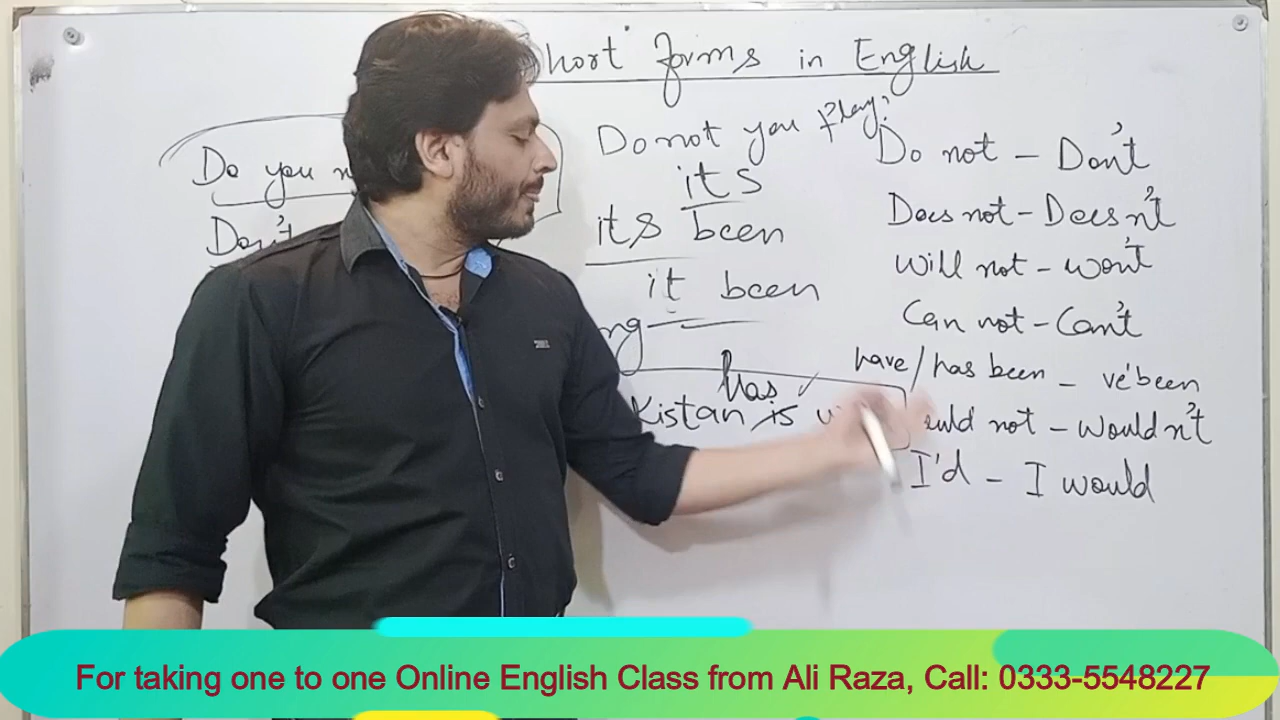 Short forms in English
Do not you Play?
Do you
Don't
its
its been
it been
ng
has ✓
Kistan is
Do not – Don't
Does not – Doesn't
Will not – won't
Can not – Can't
have/has been – ve'been
uld not – wouldn't
I'd – I would
For taking one to one Online English Class from Ali Raza, Call: 0333-5548227